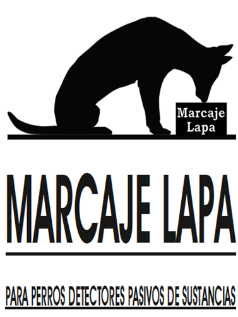 Marcaje
Lapa
MARCAJE LAPA
PARA PERROS DETECTORES PASIVOS DE SUSTANCIAS